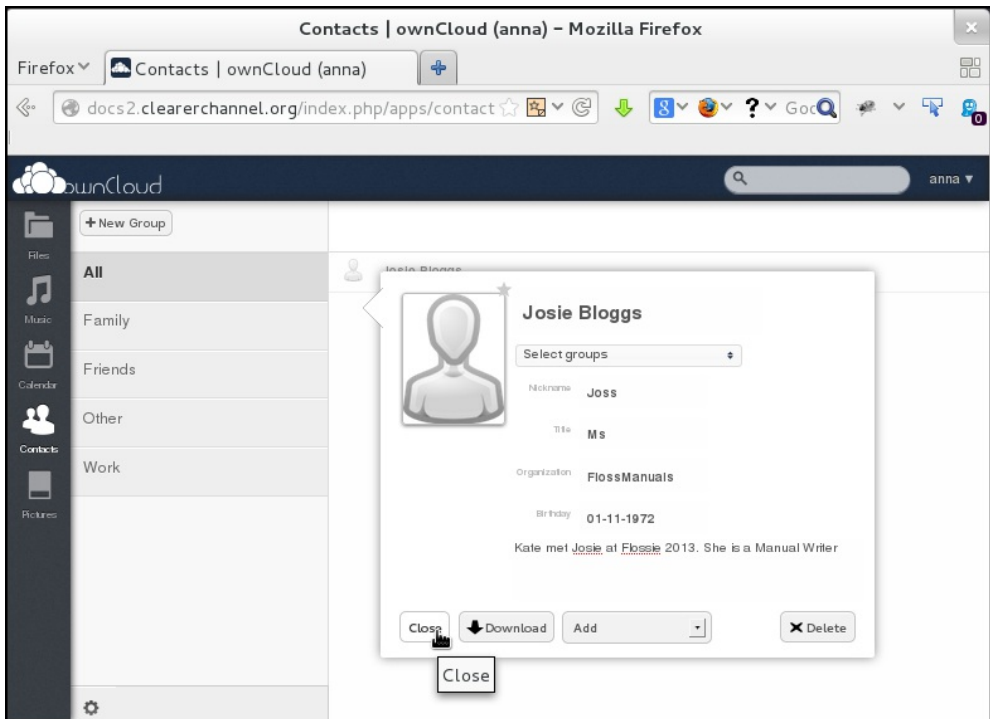 Contacts | ownCloud (anna) – Mozilla Firefox
Firefox
Contacts | ownCloud (anna)
docs2.clearerchannel.org/index.php/apps/contact
8
?
Goo
0
ownCloud
anna
Files
Music
Calendar
Contacts
Pictures
+ New Group
All
Family
Friends
Other
Work
Josie Bloggs
Josie Bloggs
Select groups
Nickname Joss
Title Ms
Organization FlossManuals
Birthday 01-11-1972
Kate met Josie at Flossie 2013. She is a Manual Writer
Close
Download
Add
Delete
Close